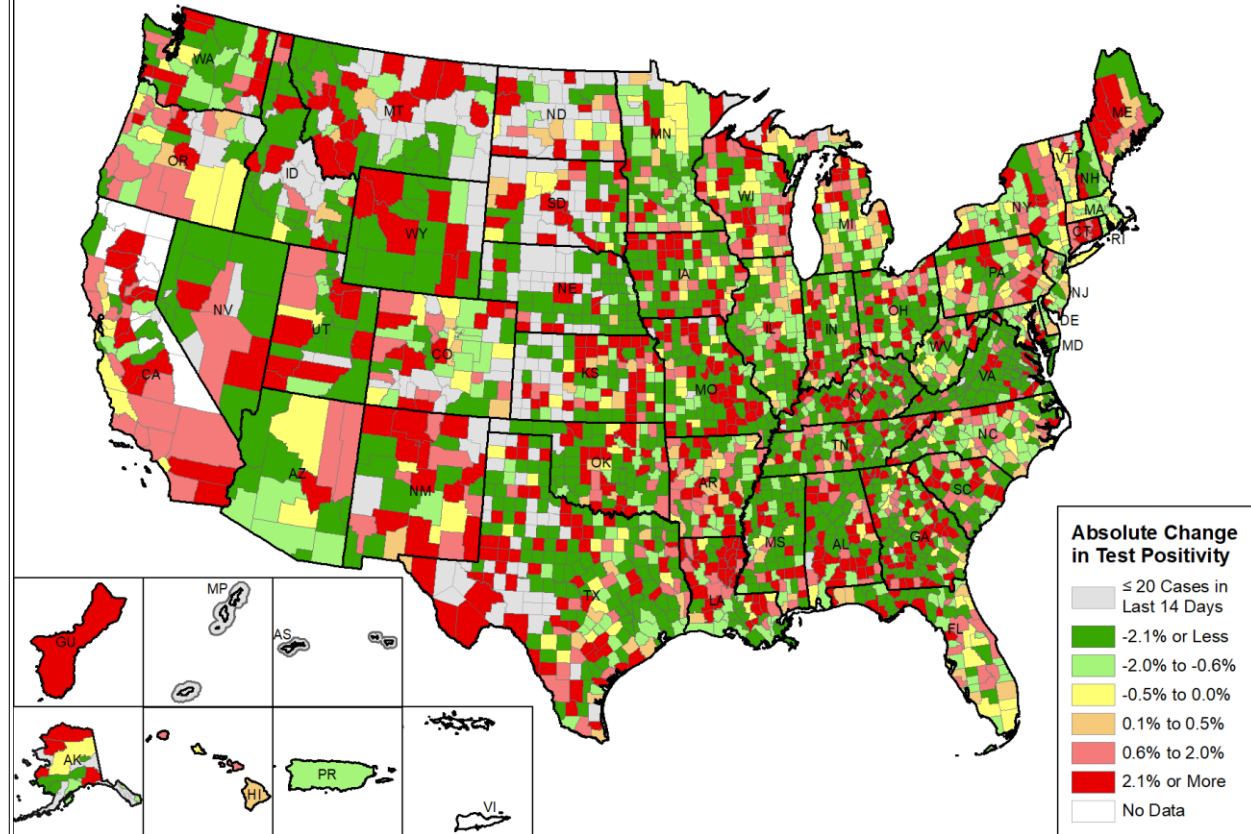 WA
MT
ND
MN
ME
OR
ID
SD
WI
VT
NH
NY
MA
CT
RI
WY
MI
IA
PA
NJ
NE
NV
UT
IL
IN
OH
DE
MD
CO
WV
CA
KS
MO
VA
KY
NC
TN
OK
AZ
NM
AR
SC
MS
AL
GA
TX
LA
FL
GU
MP
AS
AK
HI
PR
VI
Absolute Change
in Test Positivity
≤ 20 Cases in
Last 14 Days
-2.1% or Less
-2.0% to -0.6%
-0.5% to 0.0%
0.1% to 0.5%
0.6% to 2.0%
2.1% or More
No Data